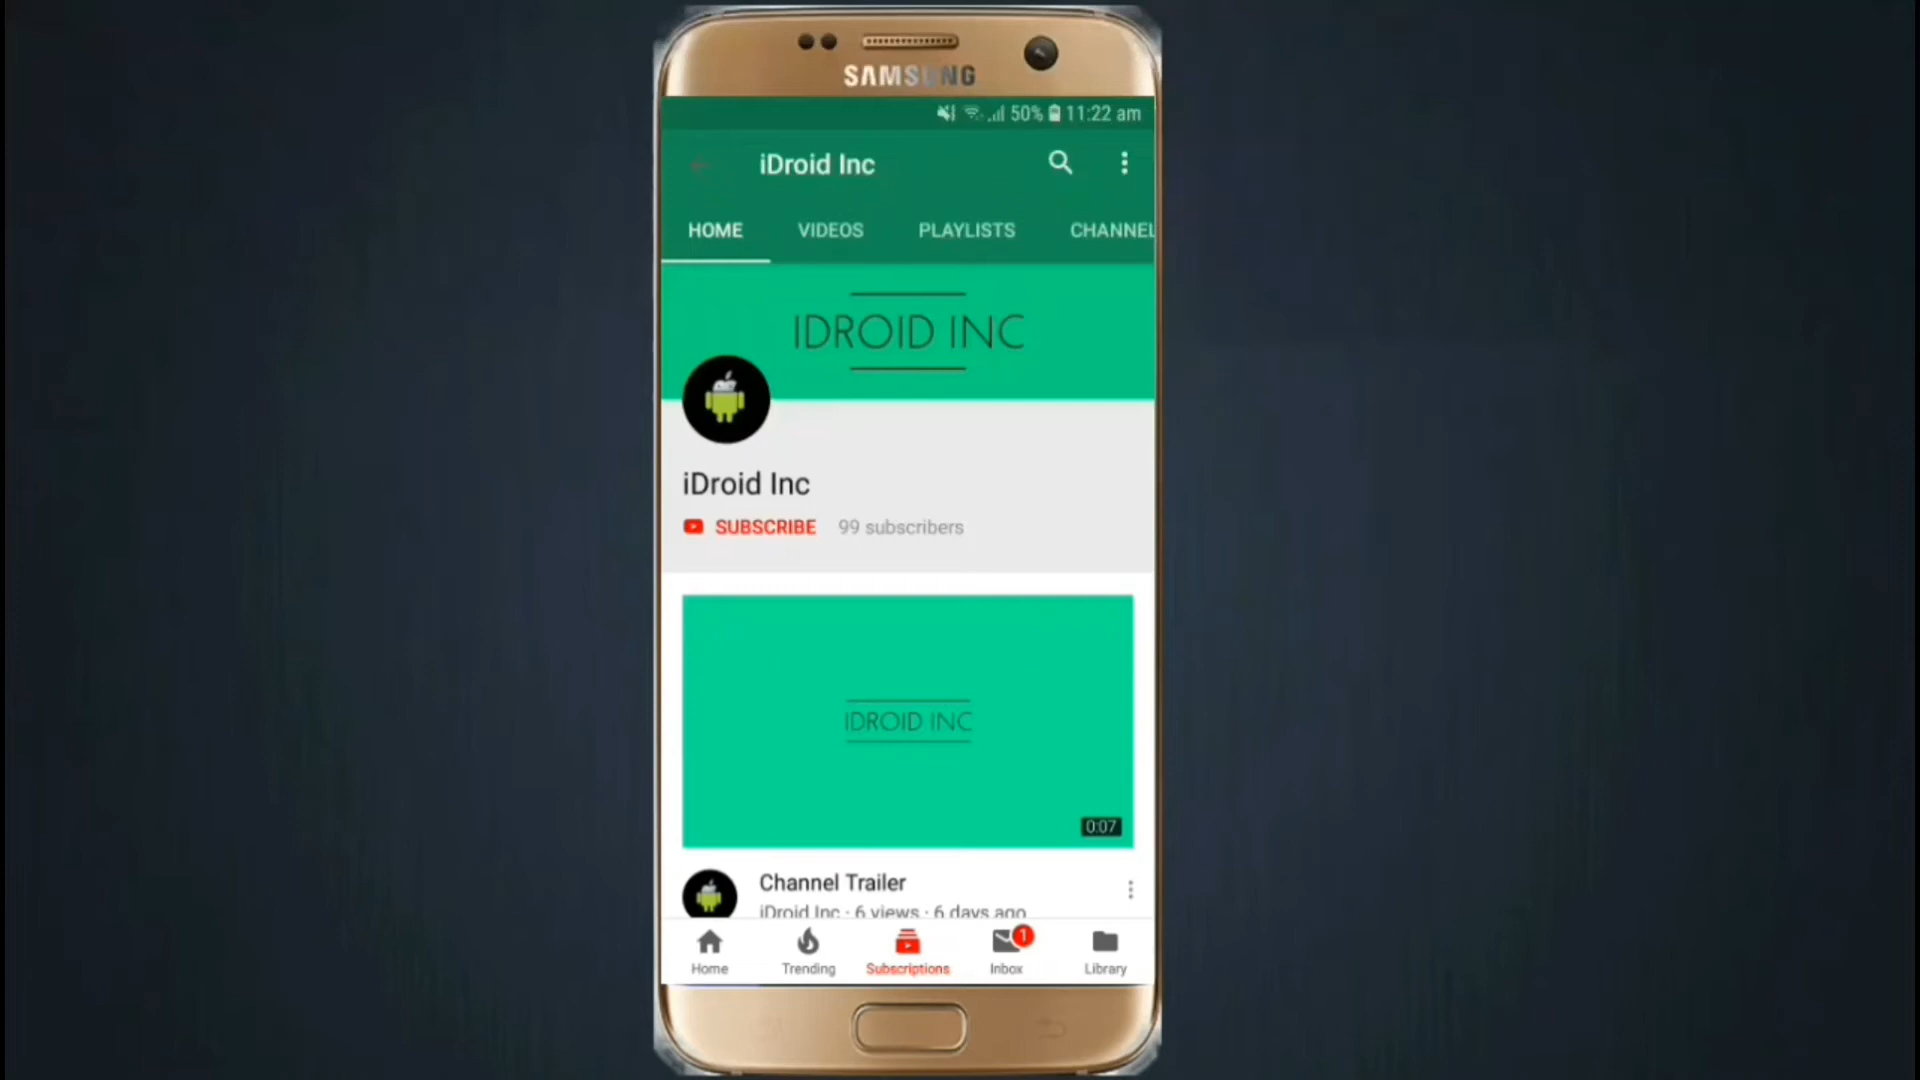 SAMSUNG
50% 11:22 am
iDroid Inc
HOME VIDEOS PLAYLISTS CHANNEL
IDROID INC
iDroid Inc
SUBSCRIBE 99 subscribers
IDROID INC
0:07
Channel Trailer
iDroid Inc · 6 views · 6 days ago
1
Home Trending Subscriptions Inbox Library